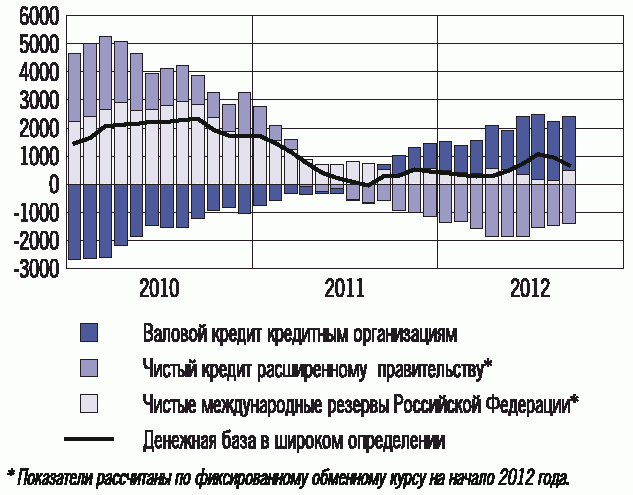 6000
5000
4000
3000
2000
1000
0
-1000
-2000
-3000
2010 2011 2012
Валовой кредит кредитным организациям
Чистый кредит расширенному правительству*
Чистые международные резервы Российской Федерации*
Денежная база в широком определении
* Показатели рассчитаны по фиксированному обменному курсу на начало 2012 года.